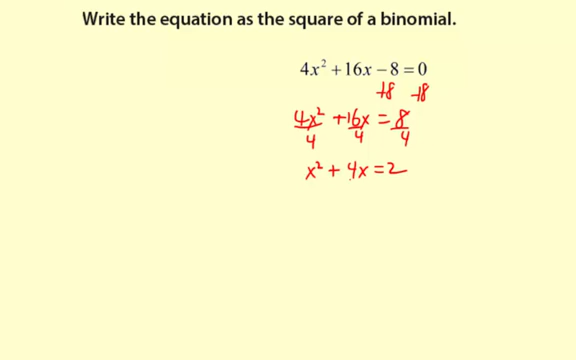 Write the equation as the square of a binomial.
4x² + 16x − 8 = 0
+8 +8
4x²/4 + 16x/4 = 8/4
x² + 4x = 2